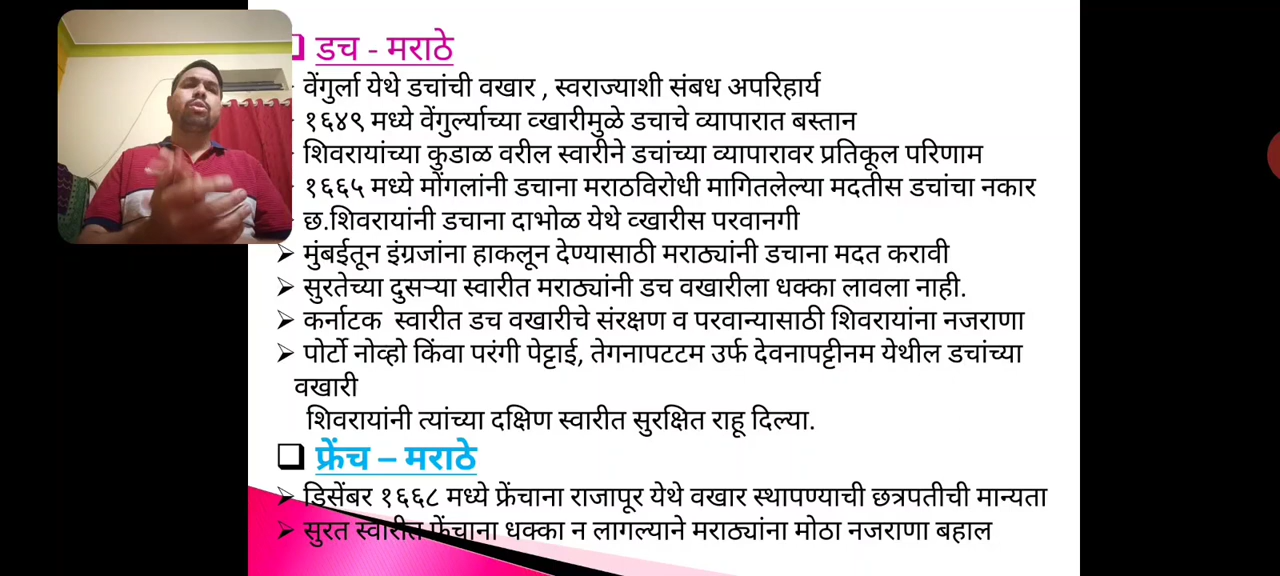 डच - मराठे
वेंगुर्ला येथे डचांची वखार , स्वराज्याशी संबध अपरिहार्य
१६४९ मध्ये वेंगुर्ल्याच्या व्खारीमुळे डचाचे व्यापारात बस्तान
शिवरायांच्या कुडाळ वरील स्वारीने डचांच्या व्यापारावर प्रतिकूल परिणाम
१६६५ मध्ये मोंगलांनी डचाना मराठविरोधी मागितलेल्या मदतीस डचांचा नकार
छ.शिवरायांनी डचाना दाभोळ येथे व्खारीस परवानगी
मुंबईतून इंग्रजांना हाकलून देण्यासाठी मराठ्यांनी डचाना मदत करावी
सुरतेच्या दुसऱ्या स्वारीत मराठ्यांनी डच वखारीला धक्का लावला नाही.
कर्नाटक स्वारीत डच वखारीचे संरक्षण व परवान्यासाठी शिवरायांना नजराणा
पोर्टो नोव्हो किंवा परंगी पेट्टाई, तेगनापटटम उर्फ देवनापट्टीनम येथील डचांच्या
वखारी
शिवरायांनी त्यांच्या दक्षिण स्वारीत सुरक्षित राहू दिल्या.
फ्रेंच – मराठे
डिसेंबर १६६८ मध्ये फ्रेंचाना राजापूर येथे वखार स्थापण्याची छत्रपतीची मान्यता
सुरत स्वारीत फ्रेंचाना धक्का न लागल्याने मराठ्यांना मोठा नजराणा बहाल